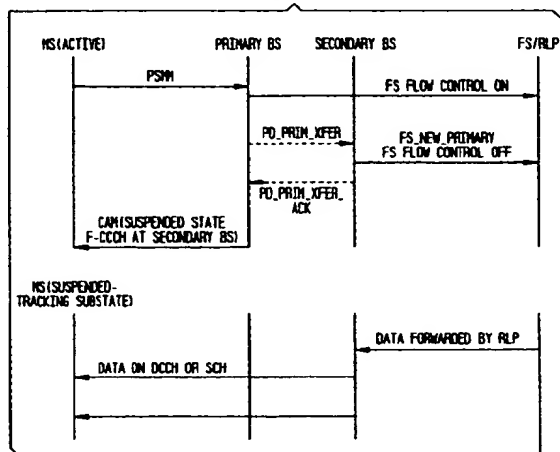 MS(ACTIVE)
PRIMARY BS
SECONDARY BS
FS/RLP
PSMM
FS FLOW CONTROL ON
PD_PRIM_XFER
FS_NEW_PRIMARY
FS FLOW CONTROL OFF
PD_PRIM_XFER_
ACK
CAM(SUSPENDED STATE
F-CCCH AT SECONDARY BS)
MS(SUSPENDED-
TRACKING SUBSTATE)
DATA FORWARDED BY RLP
DATA ON DCCH OR SCH